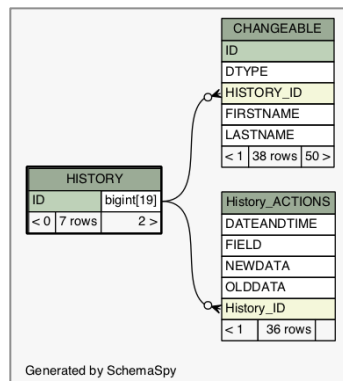 CHANGEABLE
ID
DTYPE
HISTORY_ID
FIRSTNAME
LASTNAME
< 1 38 rows 50 >
HISTORY
ID bigint[19]
< 0 7 rows 2 >
History_ACTIONS
DATEANDTIME
FIELD
NEWDATA
OLDDATA
History_ID
< 1 36 rows
Generated by SchemaSpy